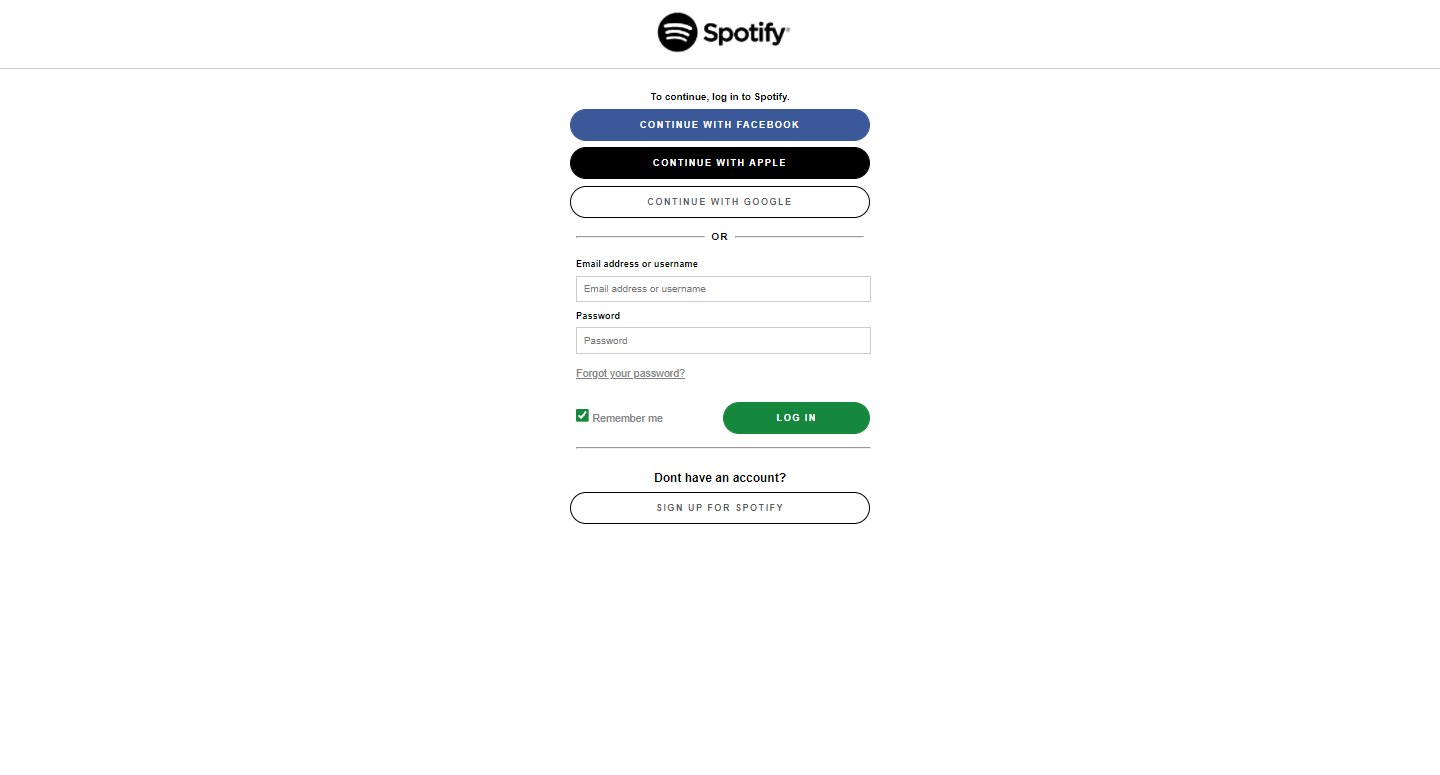 Spotify®
To continue, log in to Spotify.
CONTINUE WITH FACEBOOK
CONTINUE WITH APPLE
CONTINUE WITH GOOGLE
OR
Email address or username
Email address or username
Password
Password
Forgot your password?
Remember me
LOG IN
Dont have an account?
SIGN UP FOR SPOTIFY